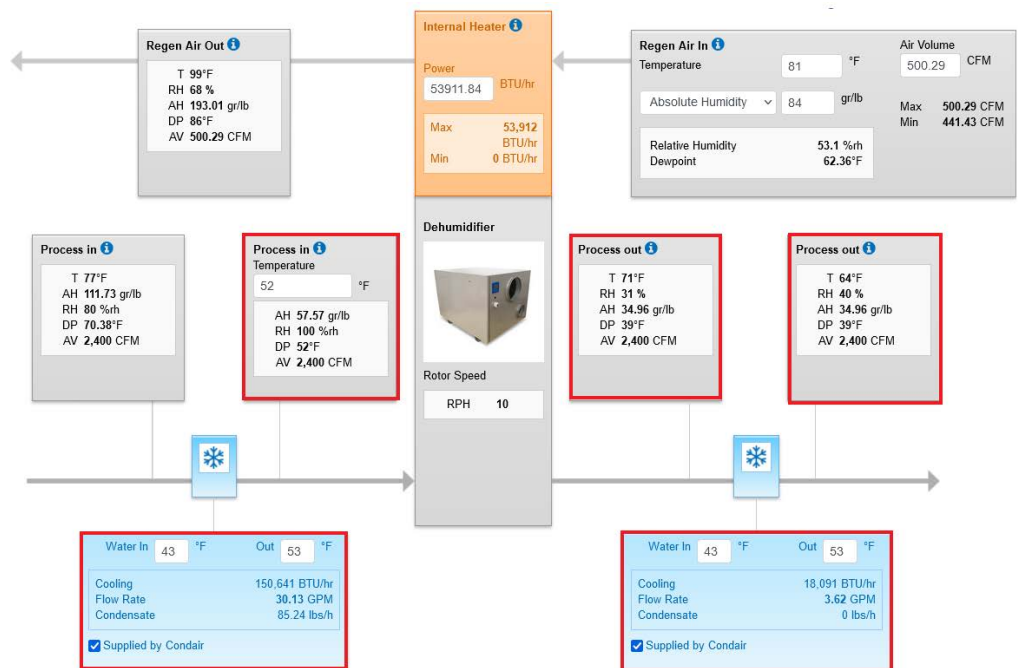 Regen Air Out
T 99°F
RH 68 %
AH 193.01 gr/lb
DP 86°F
AV 500.29 CFM
Internal Heater
Power
53911.84 BTU/hr
Max 53,912
BTU/hr
Min 0 BTU/hr
Regen Air In
Temperature 81 °F
Absolute Humidity 84 gr/lb
Relative Humidity 53.1 %rh
Dewpoint 62.36°F
Air Volume
500.29 CFM
Max 500.29 CFM
Min 441.43 CFM
Process in
T 77°F
AH 111.73 gr/lb
RH 80 %rh
DP 70.38°F
AV 2,400 CFM
Process in
Temperature
52 °F
AH 57.57 gr/lb
RH 100 %rh
DP 52°F
AV 2,400 CFM
Dehumidifier
Rotor Speed
RPH 10
Process out
T 71°F
RH 31 %
AH 34.96 gr/lb
DP 39°F
AV 2,400 CFM
Process out
T 64°F
RH 40 %
AH 34.96 gr/lb
DP 39°F
AV 2,400 CFM
Water In 43 °F Out 53 °F
Cooling 150,641 BTU/hr
Flow Rate 30.13 GPM
Condensate 85.24 lbs/h
Supplied by Condair
Water In 43 °F Out 53 °F
Cooling 18,091 BTU/hr
Flow Rate 3.62 GPM
Condensate 0 lbs/h
Supplied by Condair